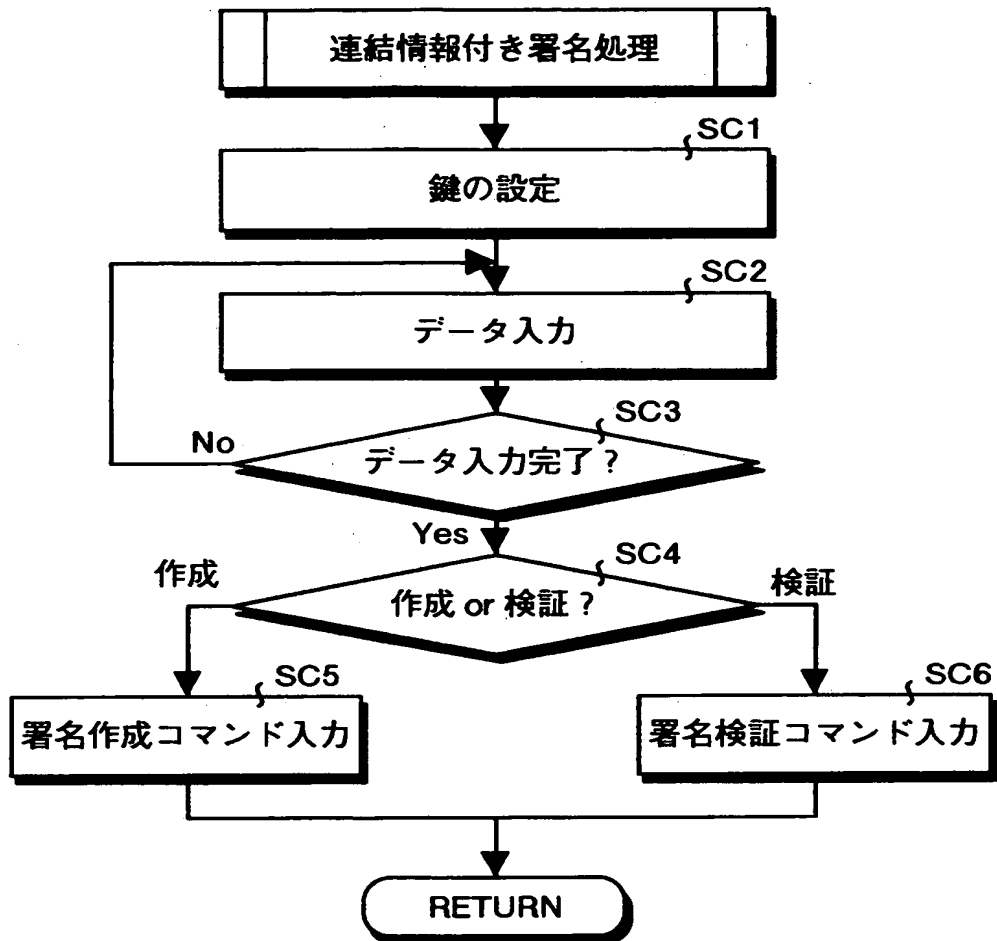 連結情報付き署名処理
SC1
鍵の設定
SC2
データ入力
SC3
No
データ入力完了?
Yes
SC4
作成
検証
作成 or 検証?
SC5
SC6
署名作成コマンド入力
署名検証コマンド入力
RETURN